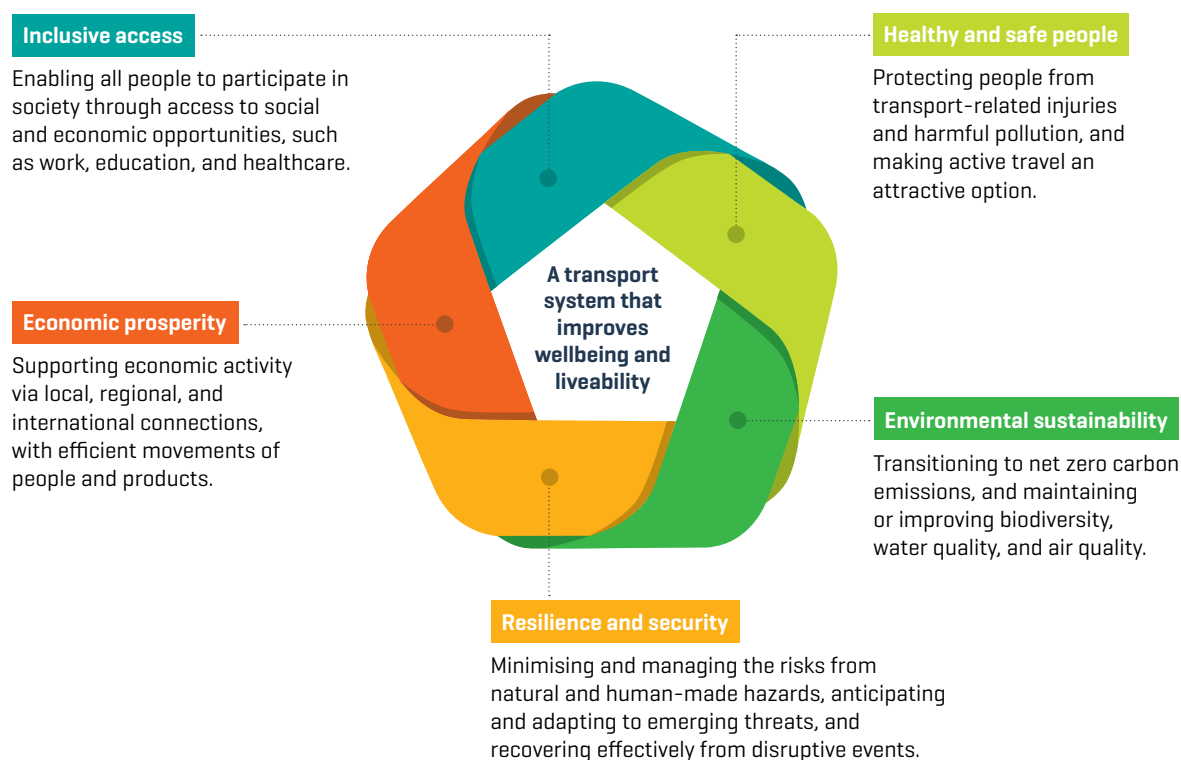 Inclusive access
Enabling all people to participate in
society through access to social
and economic opportunities, such
as work, education, and healthcare.
Healthy and safe people
Protecting people from
transport-related injuries
and harmful pollution, and
making active travel an
attractive option.
A transport
system that
improves
wellbeing and
liveability
Economic prosperity
Supporting economic activity
via local, regional, and
international connections,
with efficient movements of
people and products.
Environmental sustainability
Transitioning to net zero carbon
emissions, and maintaining
or improving biodiversity,
water quality, and air quality.
Resilience and security
Minimising and managing the risks from
natural and human-made hazards, anticipating
and adapting to emerging threats, and
recovering effectively from disruptive events.